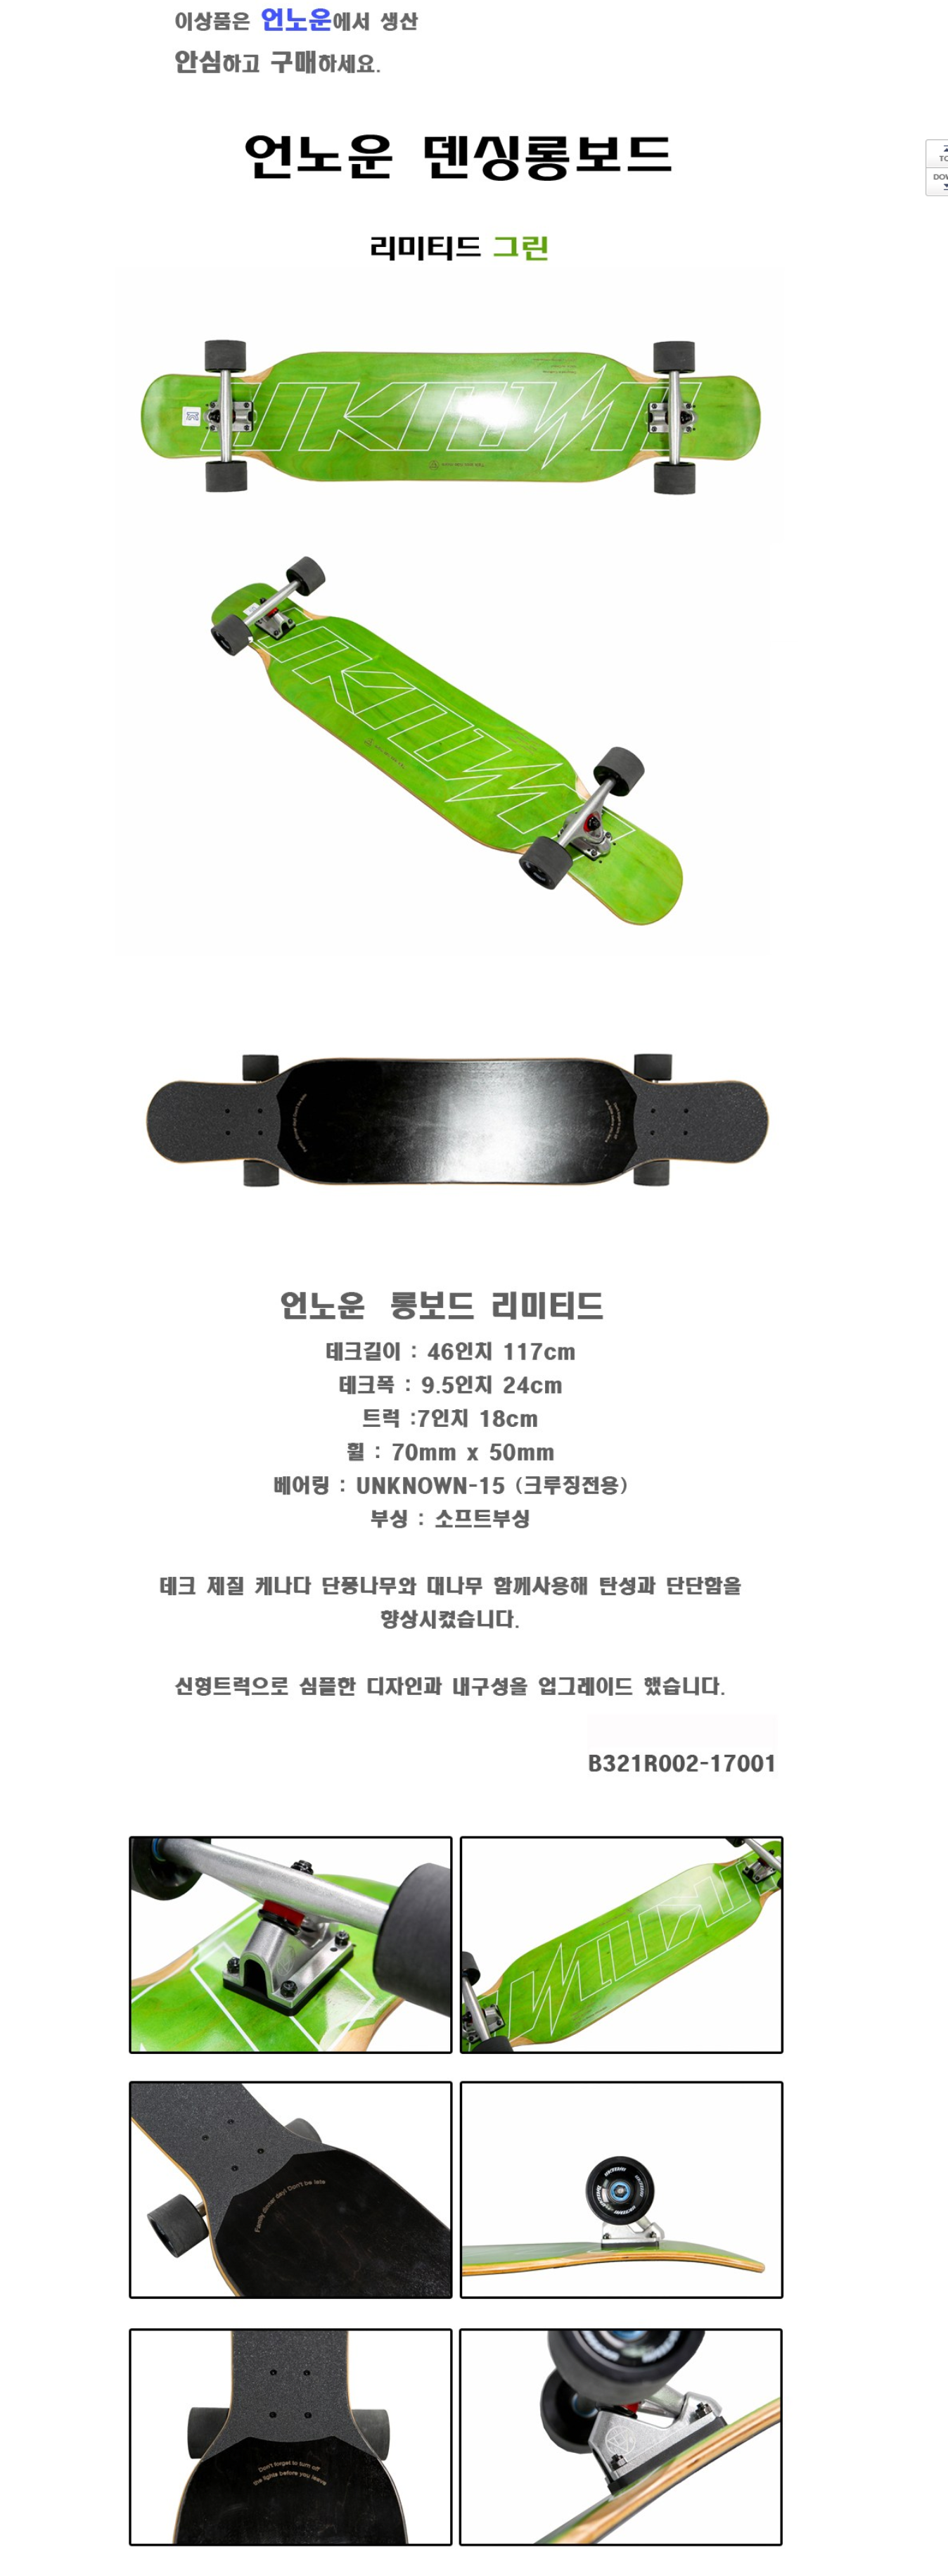 이상품은 언노운에서 생산
안심하고 구매하세요.
언노운 덴싱롱보드
리미티드 그린
언노운 롱보드 리미티드
데크길이 : 46인치 117cm
데크폭 : 9.5인치 24cm
트럭 :7인치 18cm
휠 : 70mm x 50mm
베어링 : UNKNOWN-15 (크루징전용)
부싱 : 소프트부싱
데크 제질 케나다 단풍나무와 대나무 함께사용해 탄성과 단단함을
향상시켰습니다.
신형트럭으로 심플한 디자인과 내구성을 업그레이드 했습니다.
B321R002-17001
Family dinner day! Don't be late
Don't forget to turn off
the lights before you leave